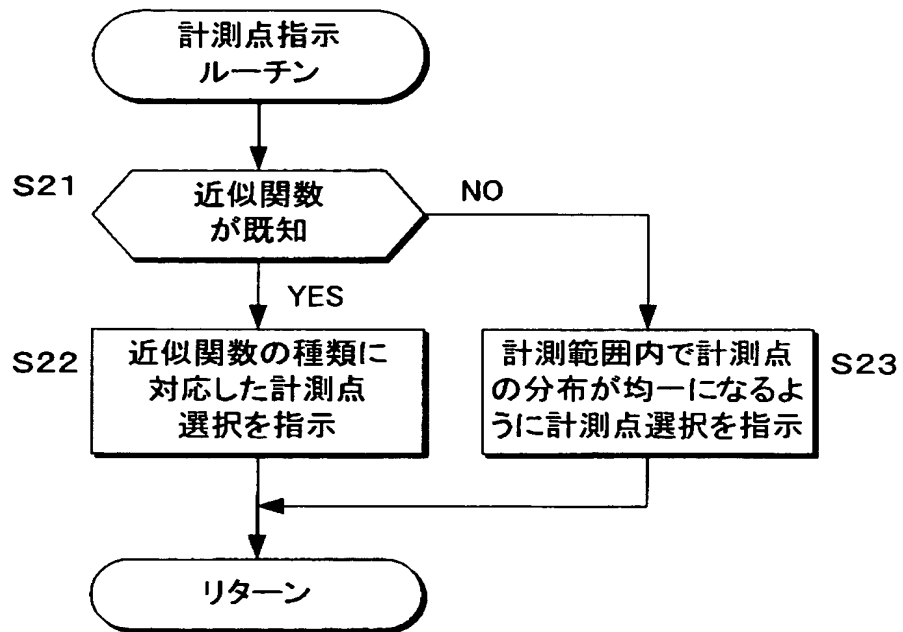 計測点指示
ルーチン
S21
近似関数
が既知
NO
YES
S22
近似関数の種類に
対応した計測点
選択を指示
計測範囲内で計測点
の分布が均一になるよ
うに計測点選択を指示
S23
リターン